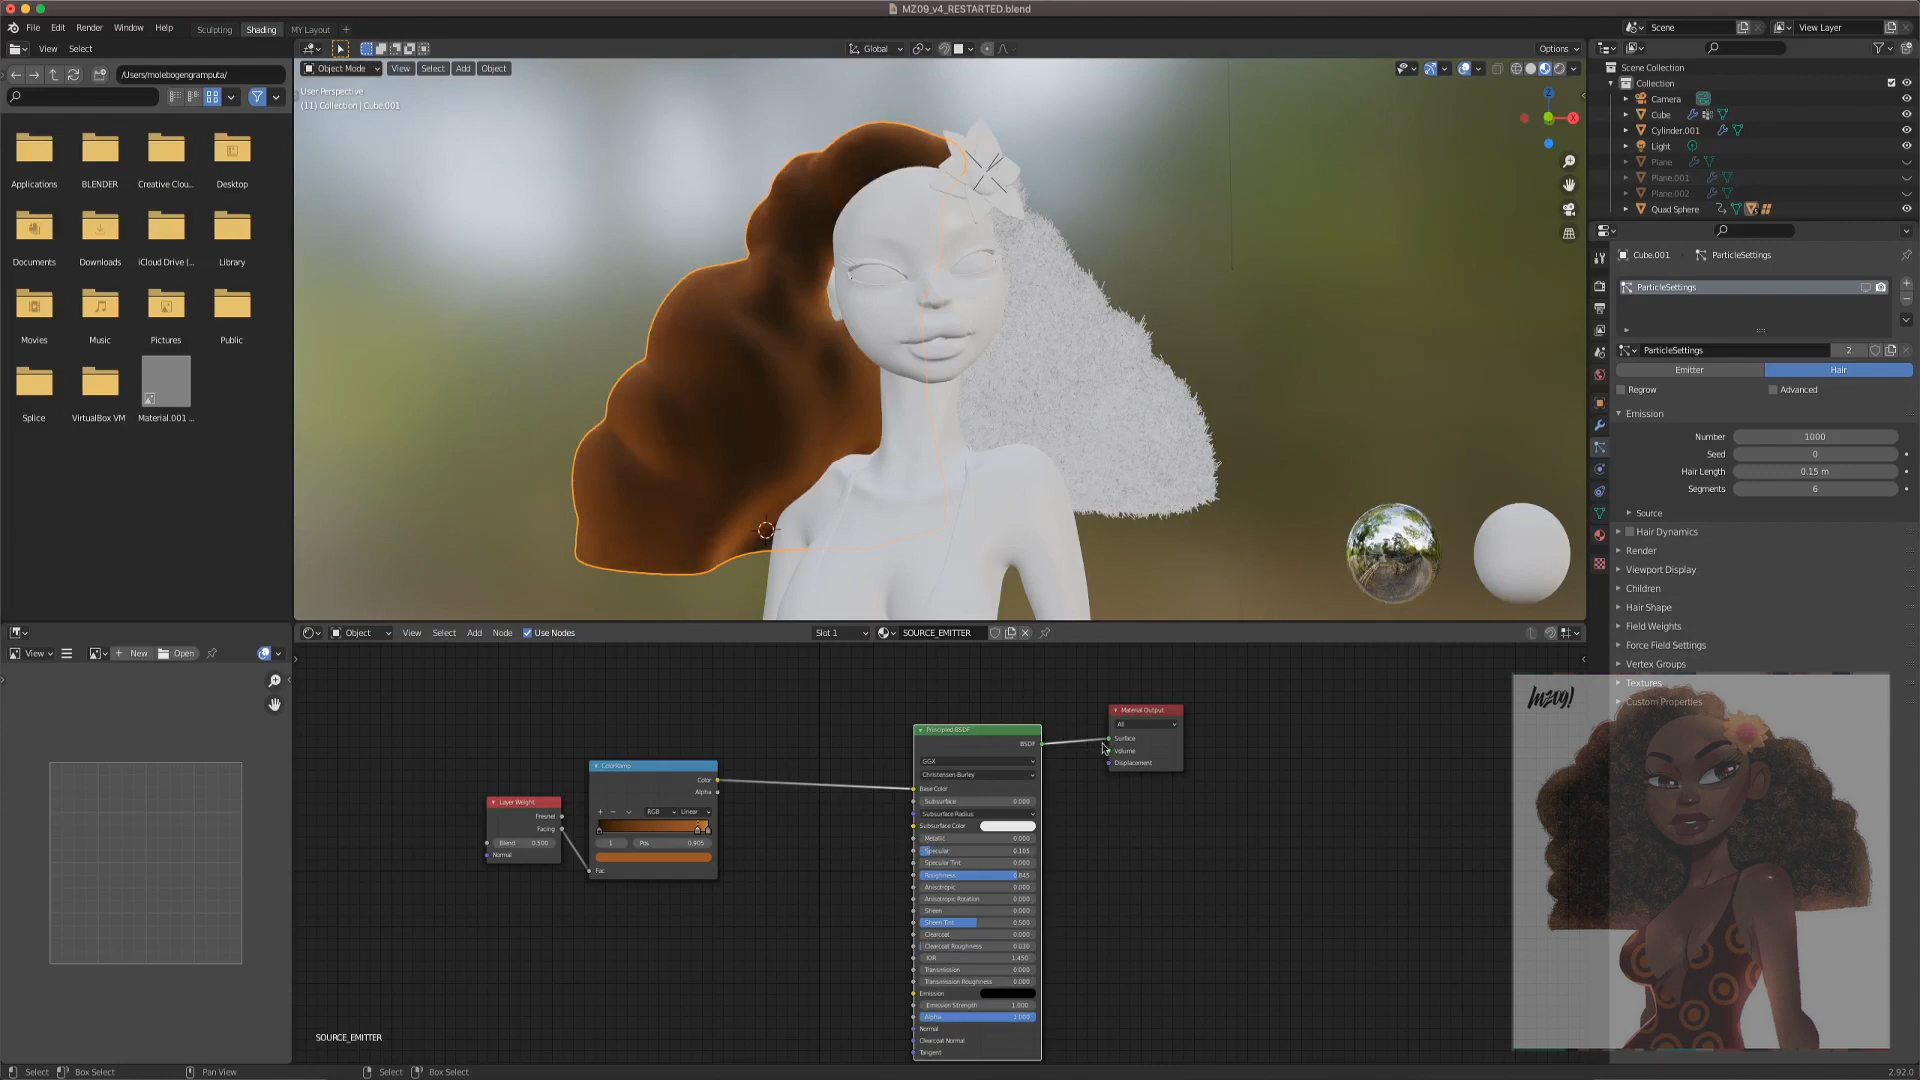 MZ09_v4_RESTARTED.blend
File Edit Render Window Help Sculpting Shading MY Layout +
Scene View Layer
View Select
Global Options
/Users/molebogengramputa/
Object Mode View Select Add Object
User Perspective
(11) Collection | Cube.001
Z
X
Applications BLENDER Creative Clou... Desktop
Documents Downloads iCloud Drive (... Library
Movies Music Pictures Public
Splice VirtualBox VM Material.001 ...
Scene Collection
Collection
Camera
Cube
Cylinder.001
Light
Plane
Plane.001
Plane.002
Quad Sphere
Cube.001 ParticleSettings
ParticleSettings
ParticleSettings 2
Emitter Hair
Regrow Advanced
Emission
Number 1000
Seed 0
Hair Length 0.15 m
Segments 6
Source
Hair Dynamics
Render
Viewport Display
Children
Hair Shape
Field Weights
Force Field Settings
Vertex Groups
Textures
Custom Properties
Object View Select Add Node Use Nodes Slot 1 SOURCE_EMITTER
View New Open
Layer Weight
Fresnel
Facing
Blend 0.500
Normal
ColorRamp
Color
Alpha
RGB Linear
1 Pos 0.905
Fac
Principled BSDF
BSDF
GGX
Christensen-Burley
Base Color
Subsurface 0.000
Subsurface Radius
Subsurface Color
Metallic 0.000
Specular 0.105
Specular Tint 0.000
Roughness 0.845
Anisotropic 0.000
Anisotropic Rotation 0.000
Sheen 0.000
Sheen Tint 0.500
Clearcoat 0.000
Clearcoat Roughness 0.030
IOR 1.450
Transmission 0.000
Transmission Roughness 0.000
Emission
Emission Strength 1.000
Alpha 1.000
Normal
Clearcoat Normal
Tangent
Material Output
All
Surface
Volume
Displacement
SOURCE_EMITTER
Select Box Select Pan View Select Box Select 2.92.0